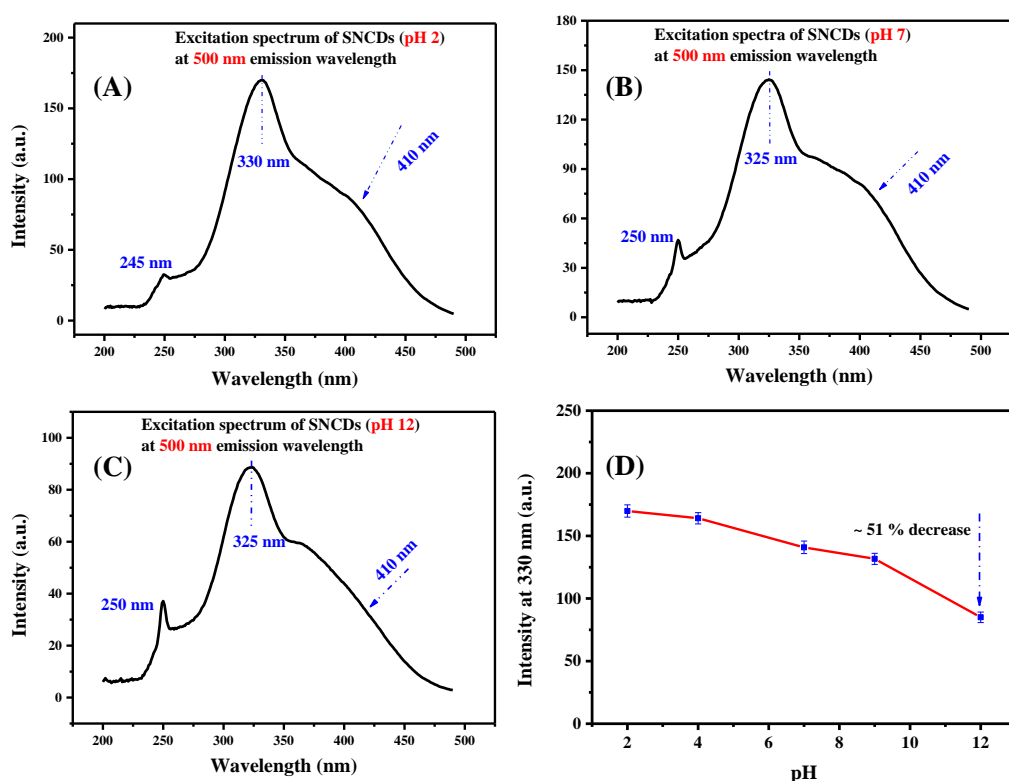 Excitation spectrum of SNCDs (pH 2)
at 500 nm emission wavelength
(A)
330 nm
410 nm
245 nm
200
150
100
50
0
Intensity (a.u.)
200 250 300 350 400 450 500
Wavelength (nm)
Excitation spectra of SNCDs (pH 7)
at 500 nm emission wavelength
(B)
325 nm
410 nm
250 nm
180
150
120
90
60
30
0
Intensity (a.u.)
200 250 300 350 400 450 500
Wavelength (nm)
Excitation spectrum of SNCDs (pH 12)
at 500 nm emission wavelength
(C)
325 nm
410 nm
250 nm
100
80
60
40
20
0
Intensity (a.u.)
200 250 300 350 400 450 500
Wavelength (nm)
(D)
~ 51 % decrease
250
200
150
100
50
0
Intensity at 330 nm (a.u.)
2 4 6 8 10 12
pH